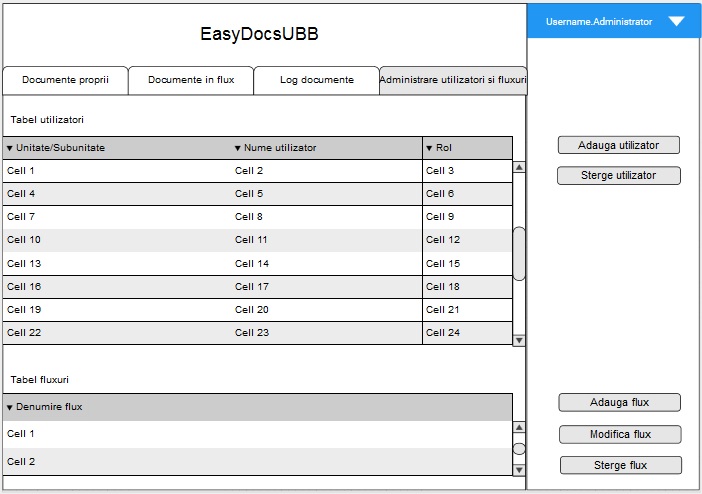 EasyDocsUBB
Username.Administrator
Documente proprii Documente in flux Log documente Administrare utilizatori si fluxuri
Tabel utilizatori
Unitate/Subunitate Nume utilizator Rol
Adauga utilizator
Cell 1 Cell 2 Cell 3
Sterge utilizator
Cell 4 Cell 5 Cell 6
Cell 7 Cell 8 Cell 9
Cell 10 Cell 11 Cell 12
Cell 13 Cell 14 Cell 15
Cell 16 Cell 17 Cell 18
Cell 19 Cell 20 Cell 21
Cell 22 Cell 23 Cell 24
Tabel fluxuri
Denumire flux
Adauga flux
Cell 1
Modifica flux
Cell 2
Sterge flux